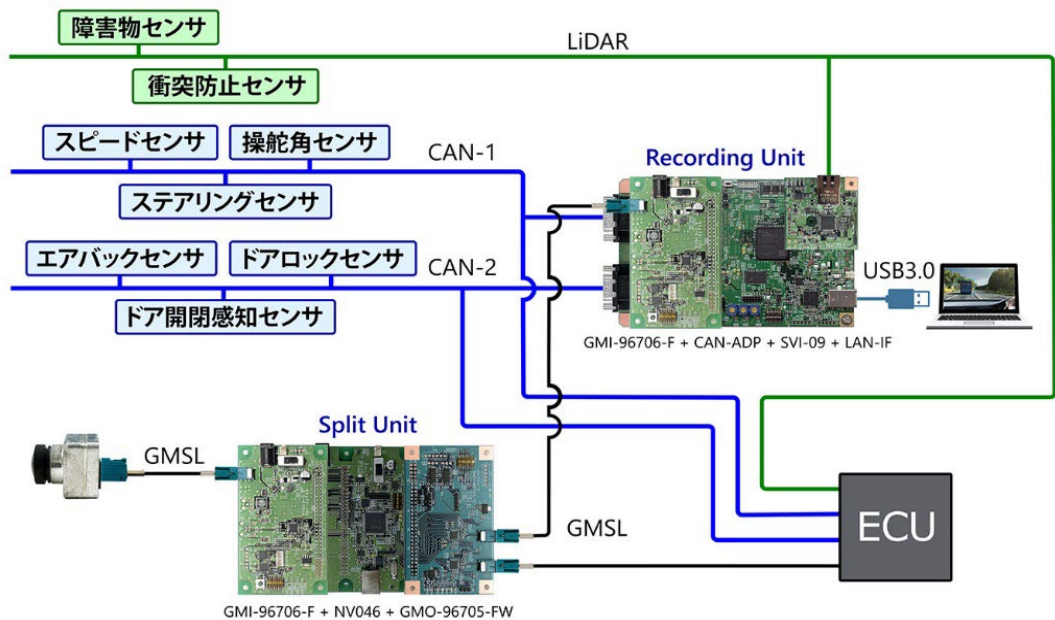 障害物センサ
LiDAR
衝突防止センサ
スピードセンサ
操舵角センサ
CAN-1
ステアリングセンサ
Recording Unit
エアバックセンサ
ドアロックセンサ
CAN-2
USB3.0
ドア開閉感知センサ
GMI-96706-F + CAN-ADP + SVI-09 + LAN-IF
Split Unit
GMSL
GMSL
ECU
GMI-96706-F + NV046 + GMO-96705-FW